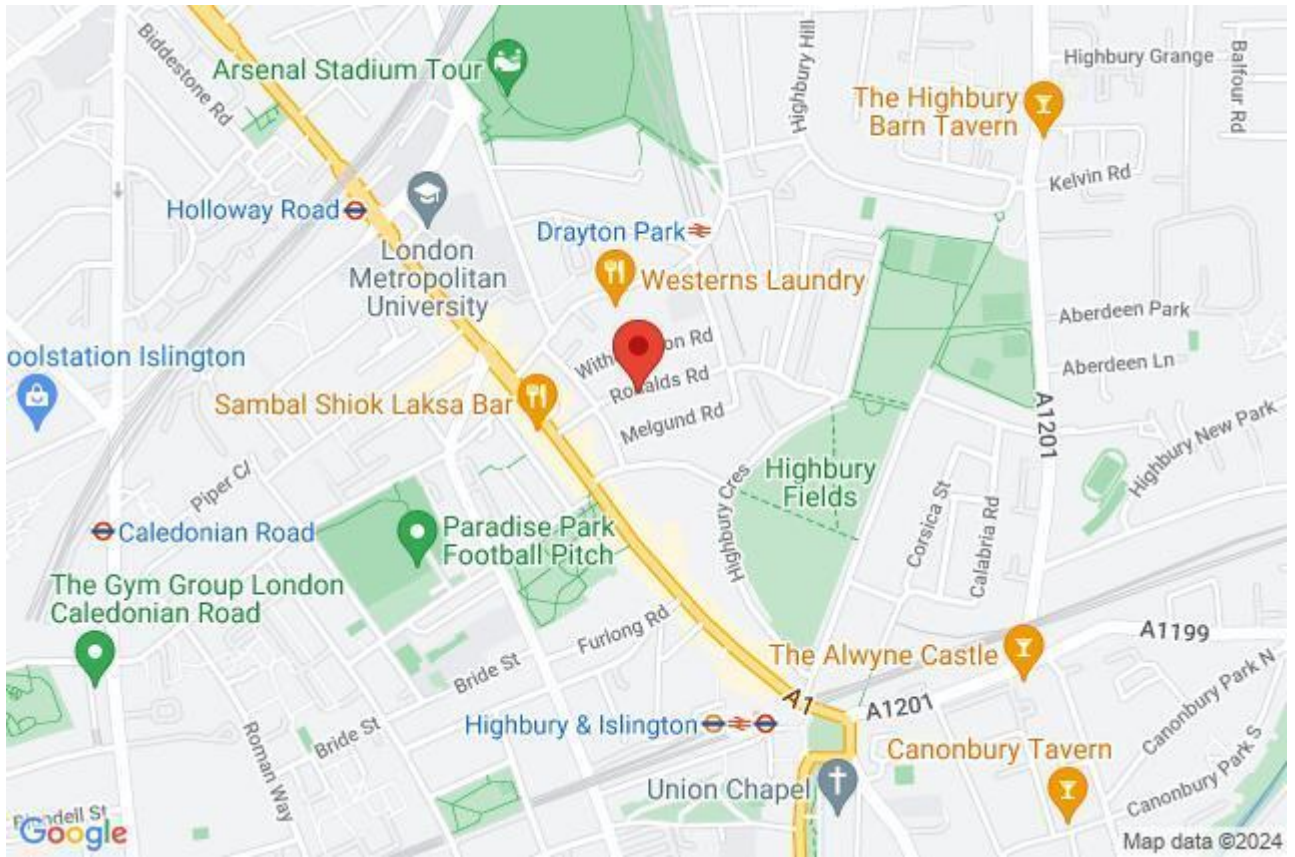 Biddestone Rd
Arsenal Stadium Tour
Highbury Hill
Highbury Grange
Balfour Rd
The Highbury
Barn Tavern
Kelvin Rd
Holloway Road
London
Metropolitan
University
Drayton Park
Westerns Laundry
Aberdeen Park
Aberdeen Ln
oolstation Islington
Sambal Shiok Laksa Bar
Ronalds Rd
Melgund Rd
A1201
Highbury New Park
Highbury
Fields
Piper Cl
Highbury Cres
Corsica St
Calabria Rd
Caledonian Road
Paradise Park
Football Pitch
The Gym Group London
Caledonian Road
Furlong Rd
The Alwyne Castle
A1199
Bride St
A1
A1201
Canonbury Park N
Highbury & Islington
Bride St
Roman Way
Canonbury Tavern
Canonbury Park S
Union Chapel
St
Google
Map data ©2024